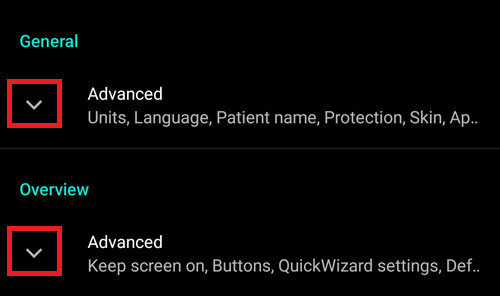 General
Advanced
Units, Language, Patient name, Protection, Skin, Ap..
Overview
Advanced
Keep screen on, Buttons, QuickWizard settings, Def..